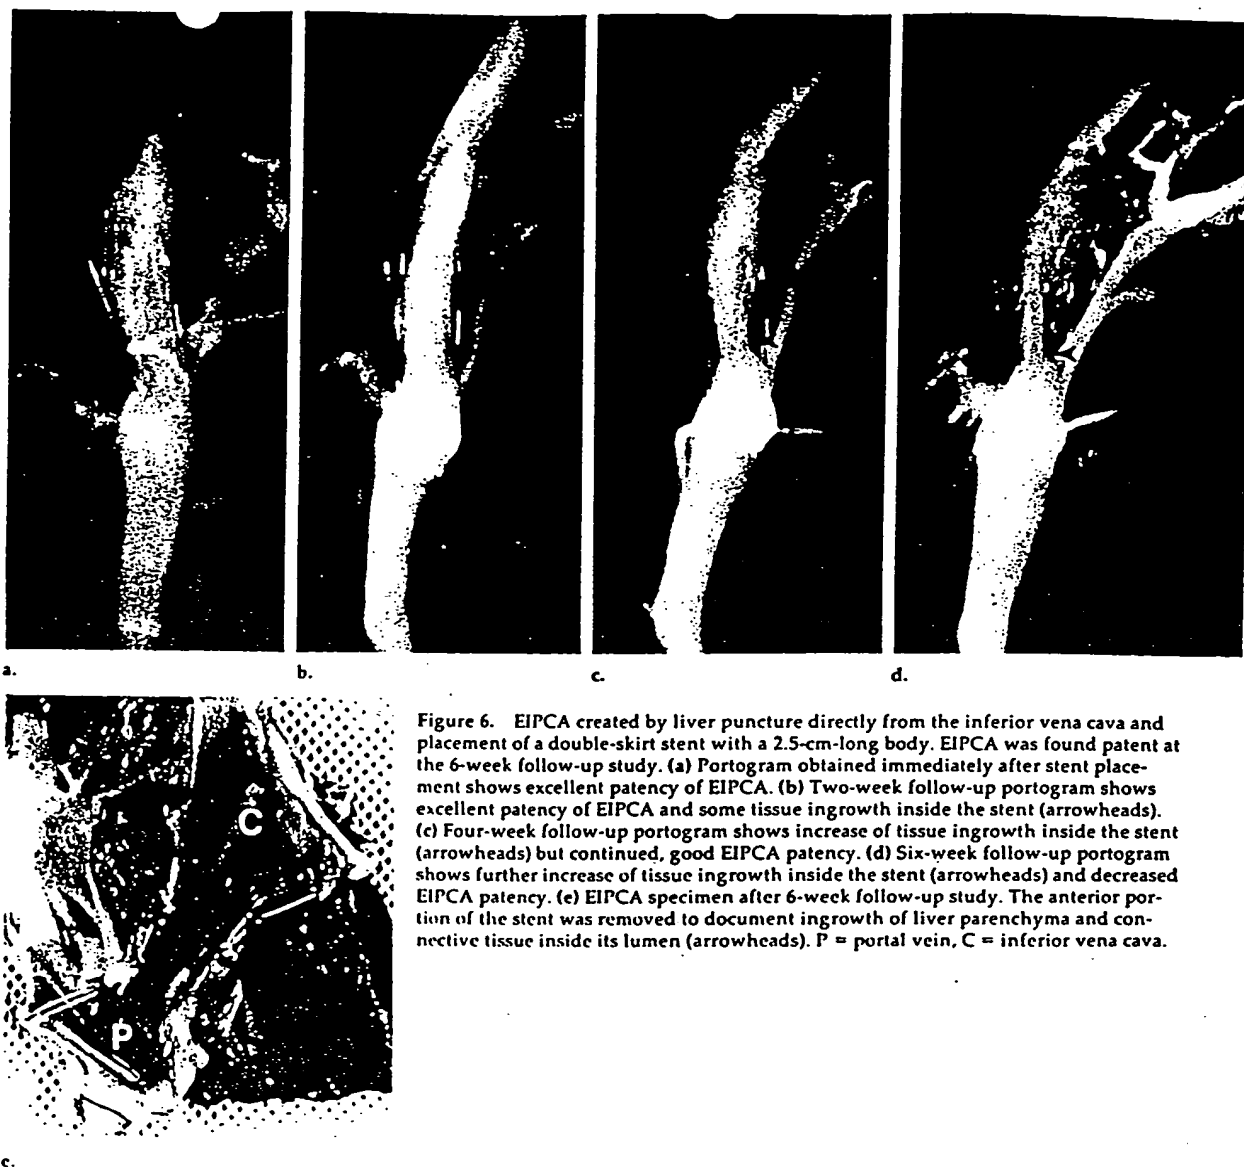 a.
b.
c.
d.
C
P
Figure 6. EIPCA created by liver puncture directly from the inferior vena cava and
placement of a double-skirt stent with a 2.5-cm-long body. EIPCA was found patent at
the 6-week follow-up study. (a) Portogram obtained immediately after stent place-
ment shows excellent patency of EIPCA. (b) Two-week follow-up portogram shows
excellent patency of EIPCA and some tissue ingrowth inside the stent (arrowheads).
(c) Four-week follow-up portogram shows increase of tissue ingrowth inside the stent
(arrowheads) but continued, good EIPCA patency. (d) Six-week follow-up portogram
shows further increase of tissue ingrowth inside the stent (arrowheads) and decreased
EIPCA patency. (e) EIPCA specimen after 6-week follow-up study. The anterior por-
tion of the stent was removed to document ingrowth of liver parenchyma and con-
nective tissue inside its lumen (arrowheads). P = portal vein, C = inferior vena cava.
e.